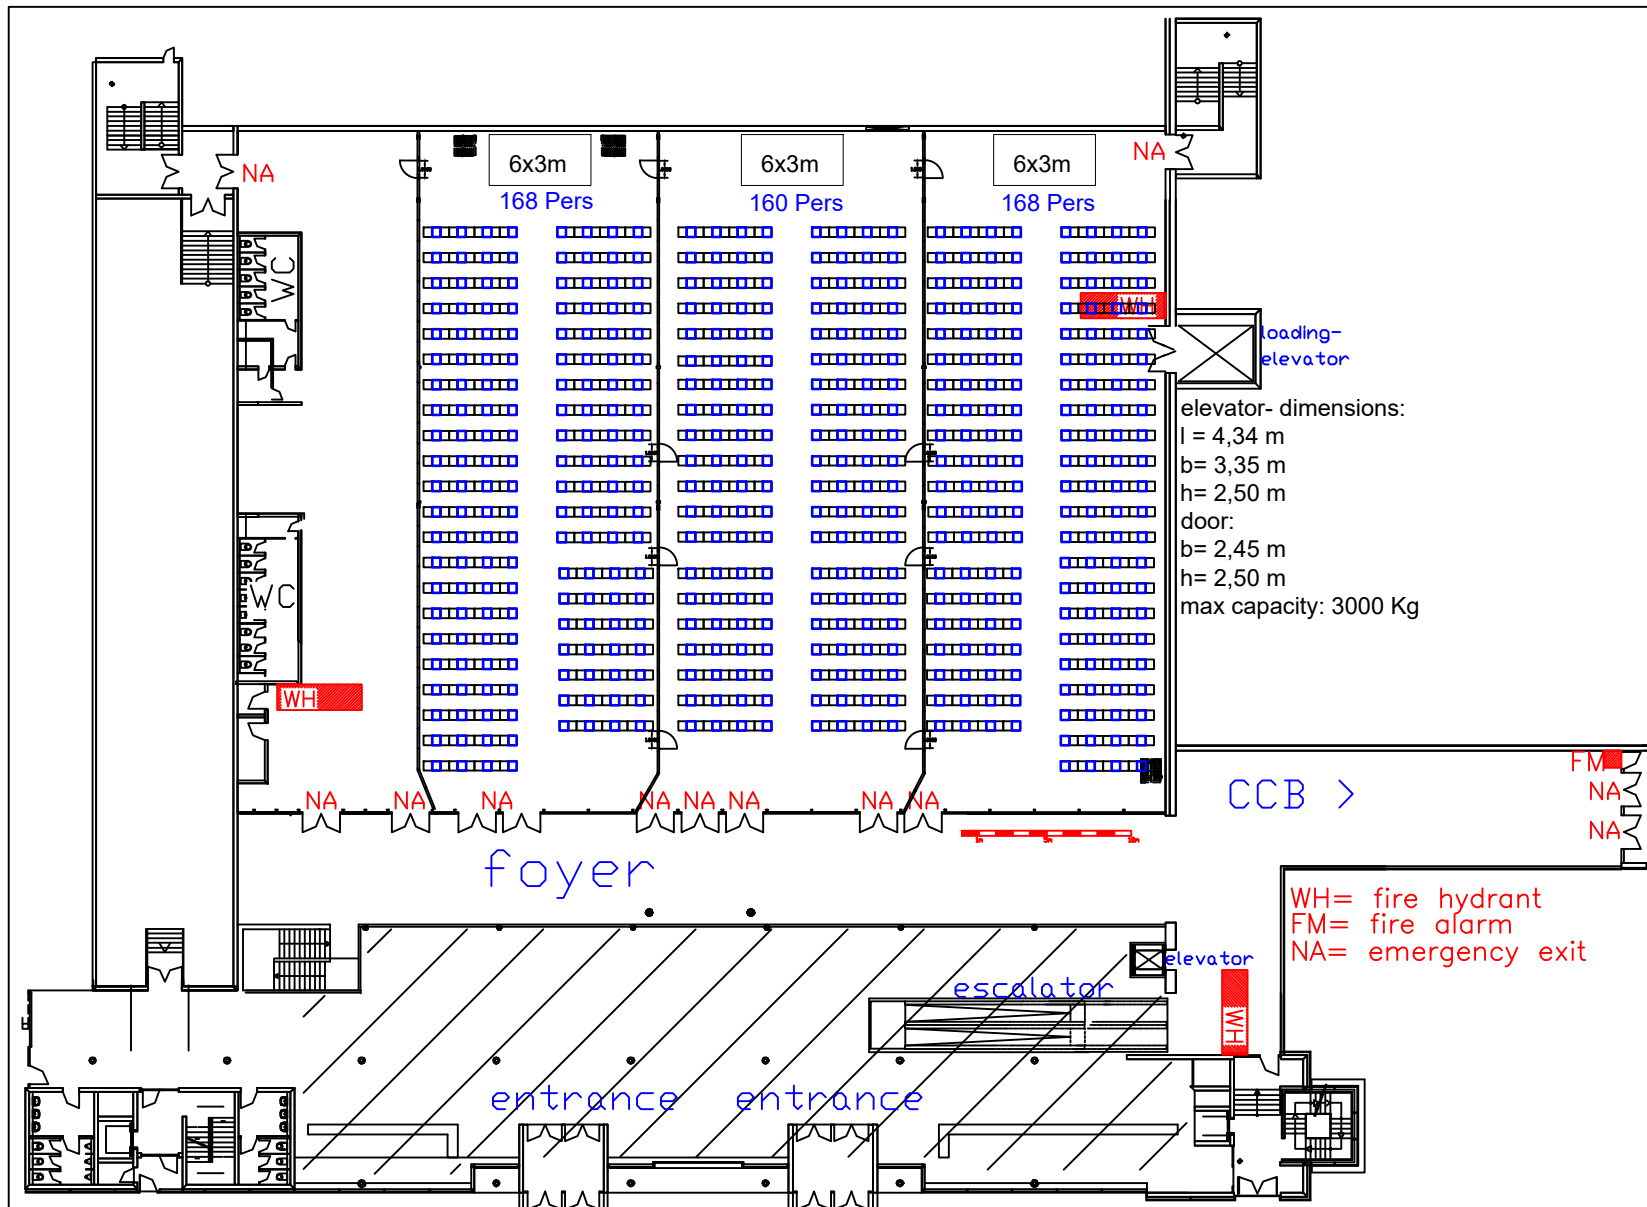 NA
6x3m
6x3m
6x3m
NA
168 Pers
160 Pers
168 Pers
WC
WH
loading-
elevator
elevator- dimensions:
l = 4,34 m
b= 3,35 m
h= 2,50 m
door:
b= 2,45 m
h= 2,50 m
max capacity: 3000 Kg
WC
WH
FM
NA
NA
CCB >
NA
NA
NA
NA
NA
NA
NA
NA
1m
5m
10m
foyer
WH= fire hydrant
FM= fire alarm
NA= emergency exit
elevator
escalator
WH
entrance
entrance